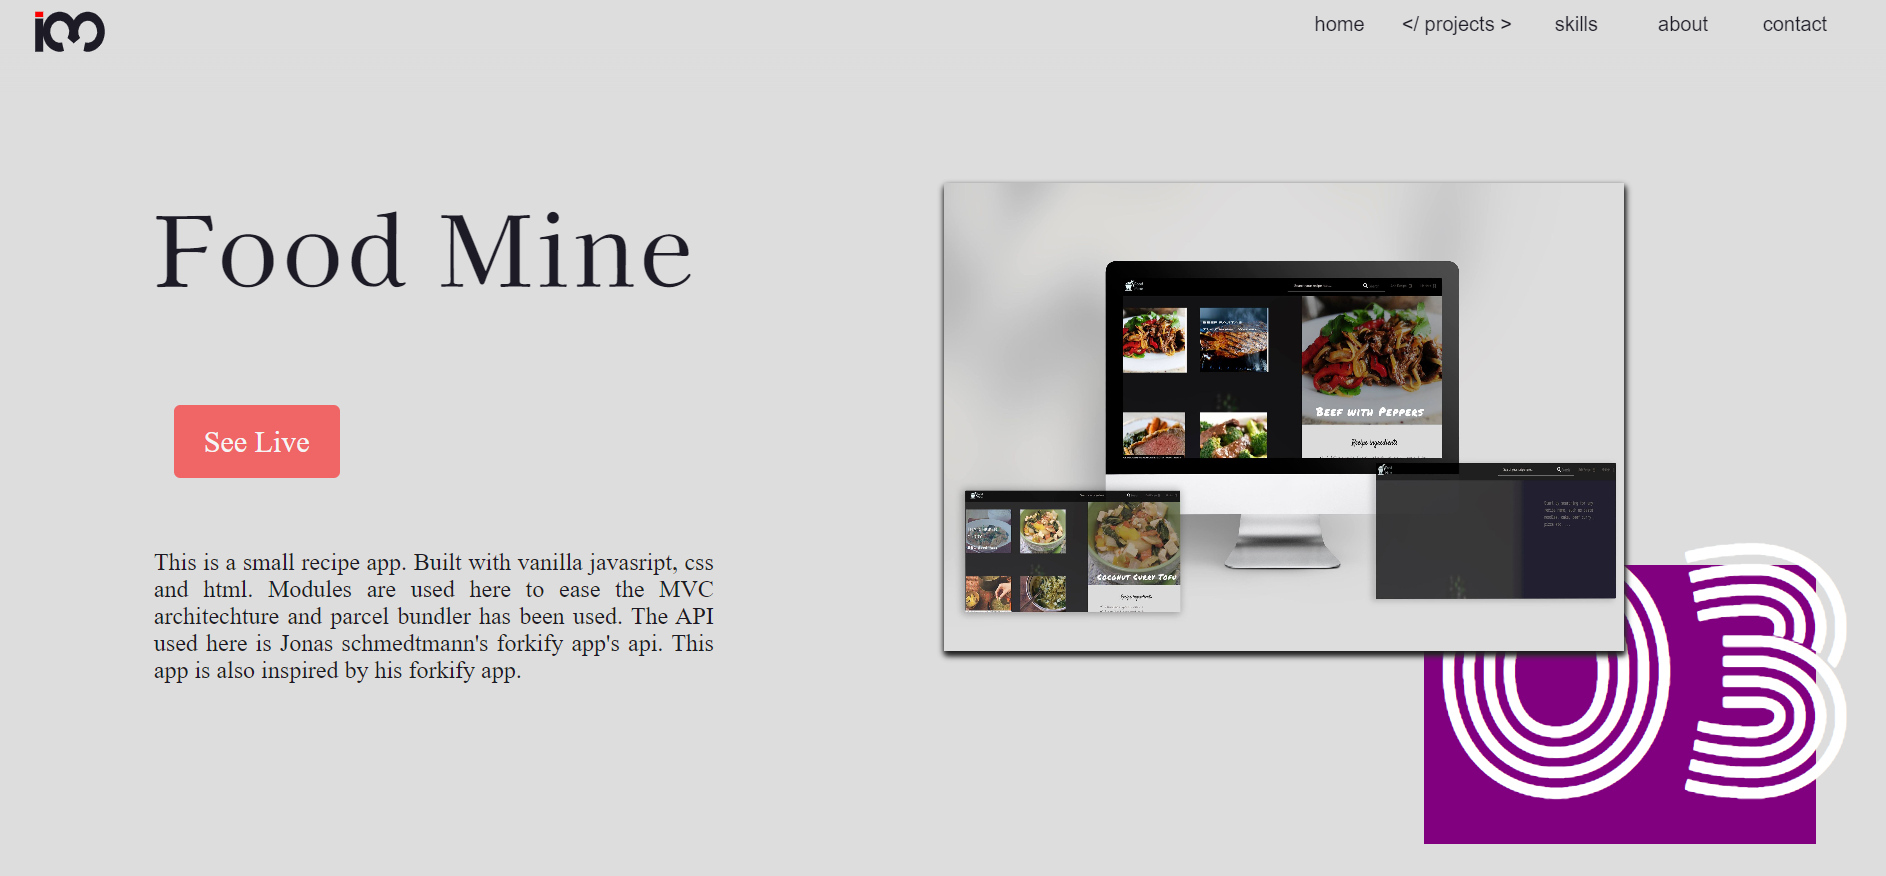 im
home
</ projects >
skills
about
contact
Food Mine
See Live
This is a small recipe app. Built with vanilla javasript, css
and html. Modules are used here to ease the MVC
architechture and parcel bundler has been used. The API
used here is Jonas schmedtmann's forkify app's api. This
app is also inspired by his forkify app.
BEEF WITH PEPPERS
Recipe ingredients
COCONUT CURRY TOFU
Recipe ingredients
03